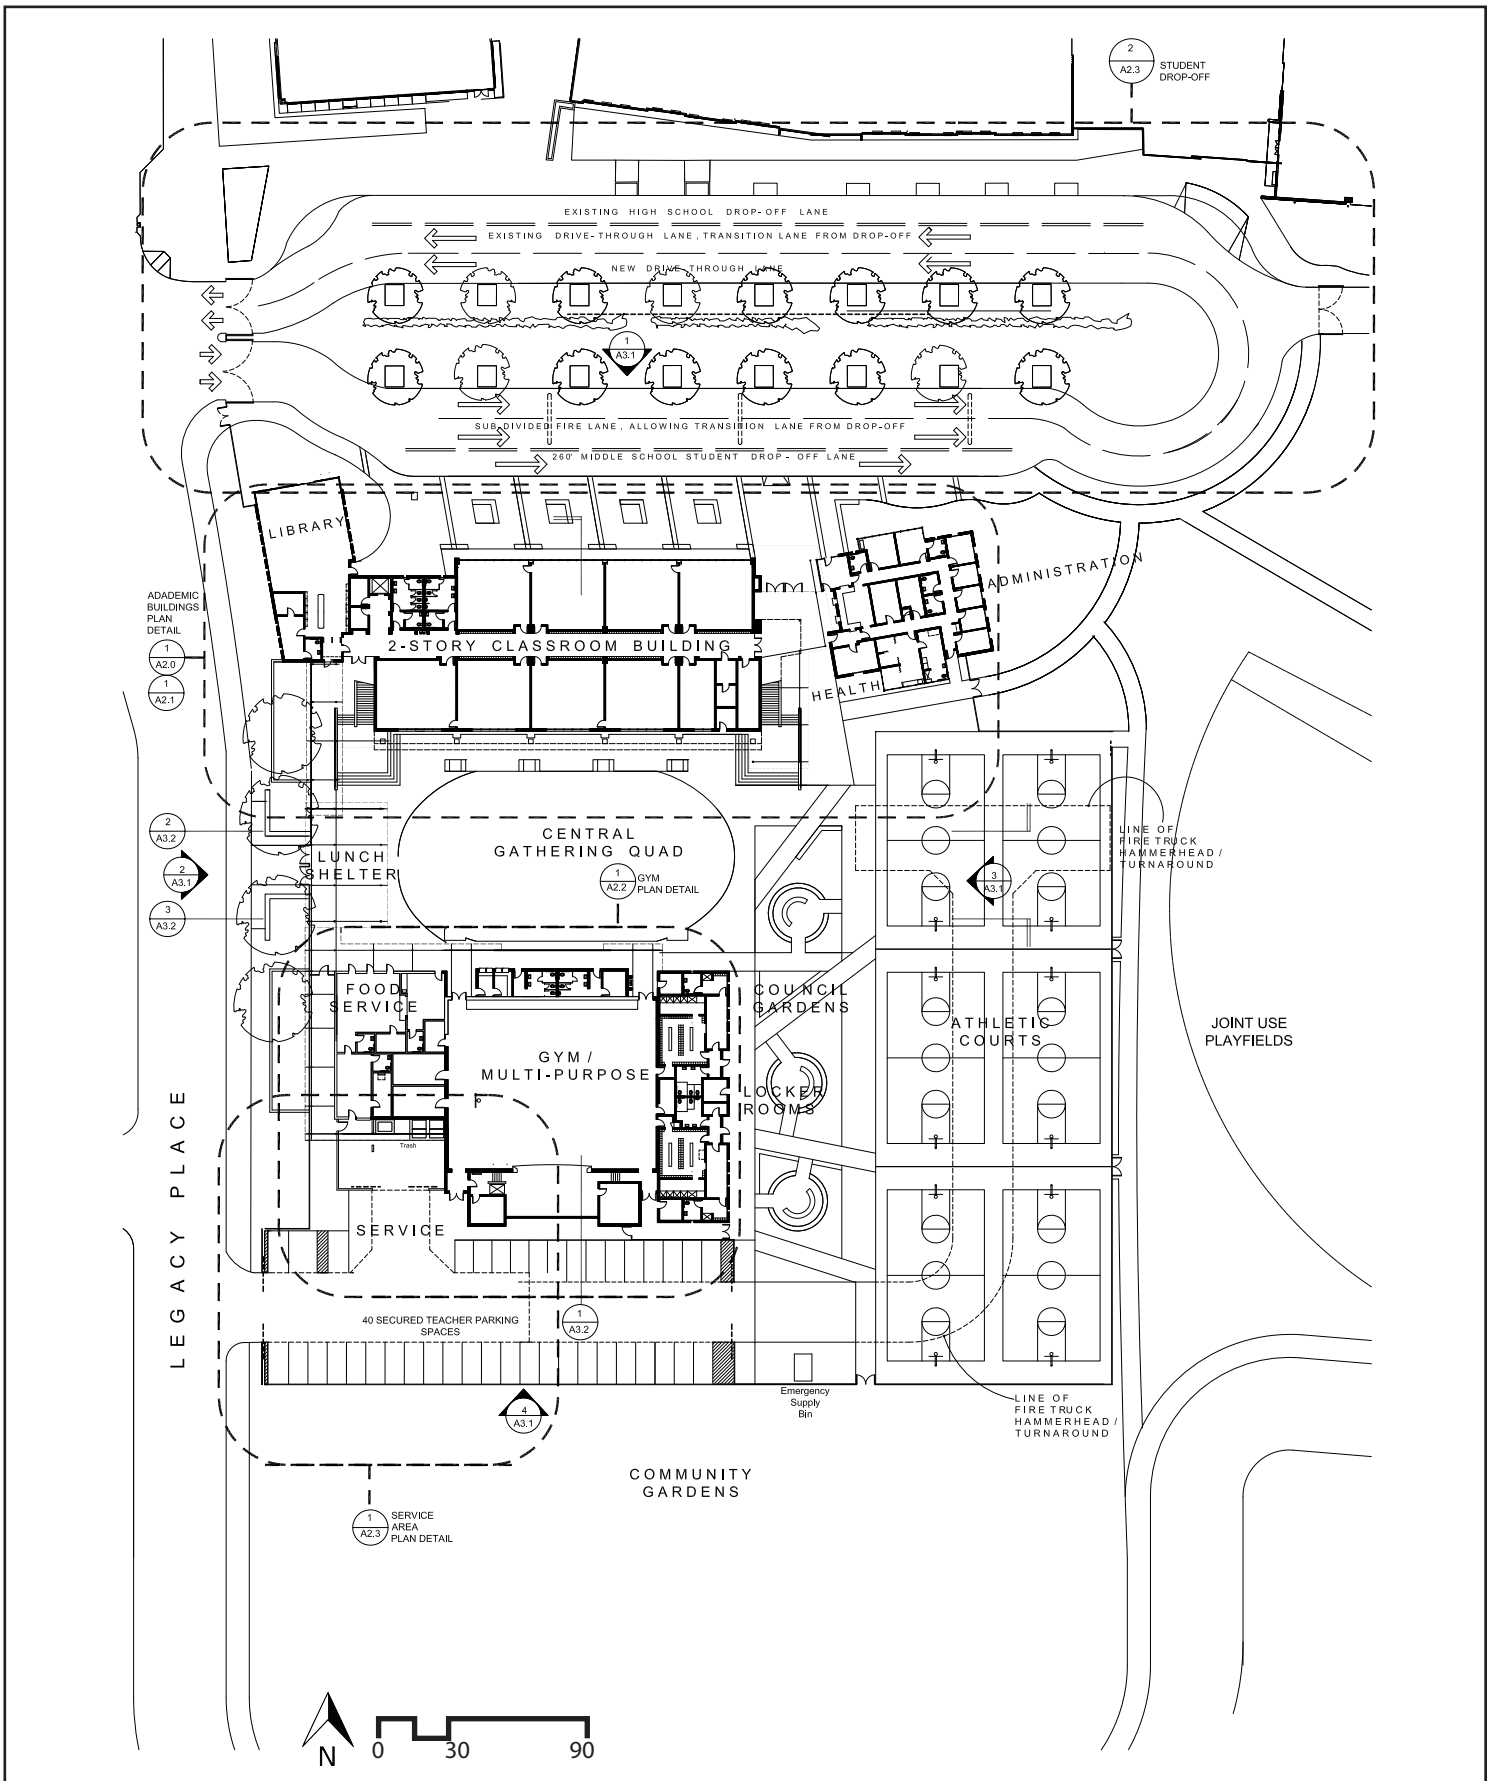 2
A2.3
STUDENT
DROP-OFF
EXISTING HIGH SCHOOL DROP-OFF LANE
EXISTING DRIVE-THROUGH LANE, TRANSITION LANE FROM DROP-OFF
NEW DRIVE THROUGH LANE
1
A3.1
SUB-DIVIDED FIRE LANE, ALLOWING TRANSITION LANE FROM DROP-OFF
260' MIDDLE SCHOOL STUDENT DROP-OFF LANE
LIBRARY
ADMINISTRATION
ADADEMIC
BUILDINGS
PLAN
DETAIL
1
A2.0
1
A2.1
2-STORY CLASSROOM BUILDING
HEALTH
2
A3.2
2
A3.1
3
A3.2
LUNCH
SHELTER
CENTRAL
GATHERING QUAD
1
A2.2
GYM
PLAN DETAIL
3
A3.1
LINE OF
FIRE TRUCK
HAMMERHEAD /
TURNAROUND
FOOD
SERVICE
GYM /
MULTI-PURPOSE
COUNCIL
GARDENS
ATHLETIC
COURTS
JOINT USE
PLAYFIELDS
LOCKER
ROOMS
Trash
LEGACY PLACE
SERVICE
40 SECURED TEACHER PARKING
SPACES
1
A3.2
Emergency
Supply
Bin
4
A3.1
LINE OF
FIRE TRUCK
HAMMERHEAD /
TURNAROUND
COMMUNITY
GARDENS
1
A2.3
SERVICE
AREA
PLAN DETAIL
N
0 30 90